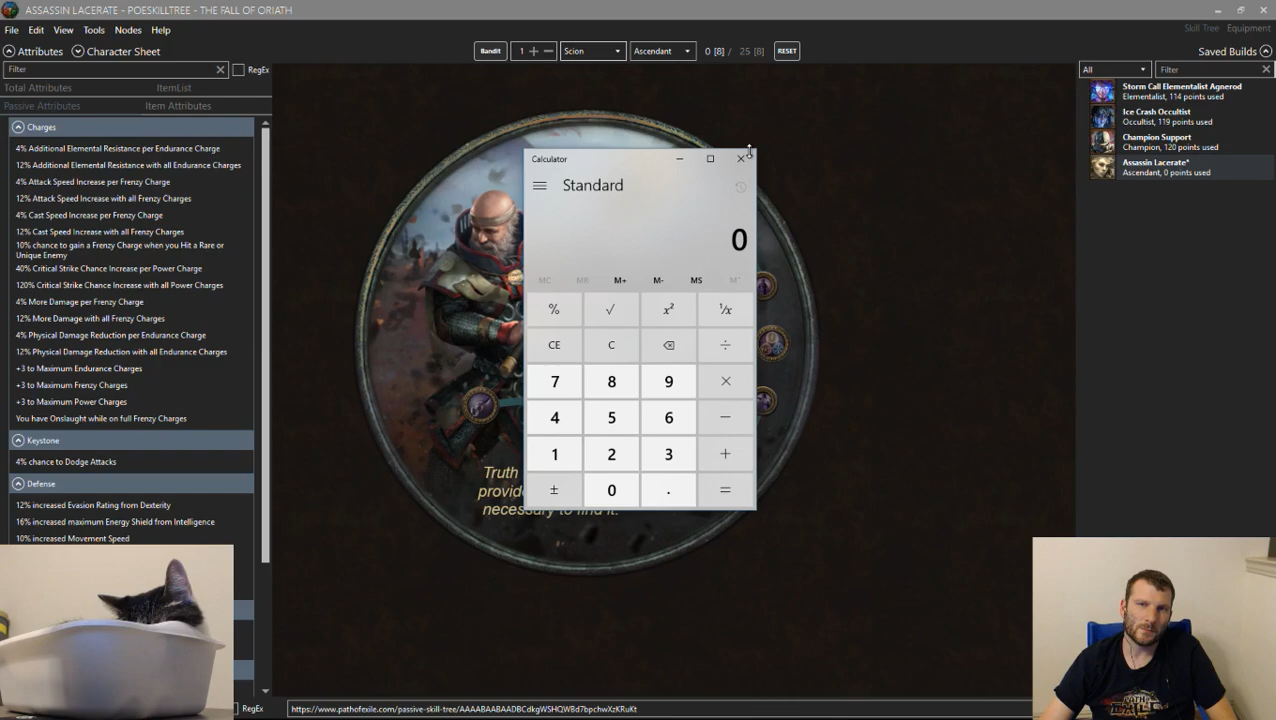 ASSASSIN LACERATE - POESKILLTREE - THE FALL OF ORIATH
File Edit View Tools Nodes Help
Skill Tree Equipment
Attributes Character Sheet
Bandit 1 + − Scion Ascendant 0 [8] / 25 [8] RESET
Saved Builds
Filter RegEx
All Filter
Total Attributes ItemList
Passive Attributes Item Attributes
Charges
4% Additional Elemental Resistance per Endurance Charge
12% Additional Elemental Resistance with all Endurance Charges
4% Attack Speed Increase per Frenzy Charge
12% Attack Speed Increase with all Frenzy Charges
4% Cast Speed Increase per Frenzy Charge
12% Cast Speed Increase with all Frenzy Charges
10% chance to gain a Frenzy Charge when you Hit a Rare or
Unique Enemy
40% Critical Strike Chance Increase per Power Charge
120% Critical Strike Chance Increase with all Power Charges
4% More Damage per Frenzy Charge
12% More Damage with all Frenzy Charges
4% Physical Damage Reduction per Endurance Charge
12% Physical Damage Reduction with all Endurance Charges
+3 to Maximum Endurance Charges
+3 to Maximum Frenzy Charges
+3 to Maximum Power Charges
You have Onslaught while on full Frenzy Charges
Keystone
4% chance to Dodge Attacks
Defense
12% increased Evasion Rating from Dexterity
16% increased maximum Energy Shield from Intelligence
10% increased Movement Speed
Calculator
Standard
0
MC MR M+ M- MS M˅
% √ x² ¹/x
CE C ⌫ ÷
7 8 9 ×
4 5 6 −
1 2 3 +
± 0 . =
Truth
provid
necessary to find it.
Storm Call Elementalist Agnerod
Elementalist, 114 points used
Ice Crash Occultist
Occultist, 119 points used
Champion Support
Champion, 120 points used
Assassin Lacerate*
Ascendant, 0 points used
RegEx
https://www.pathofexile.com/passive-skill-tree/AAAABAABAADBCdkgWSHQWBd7bpchwXzKRuKt